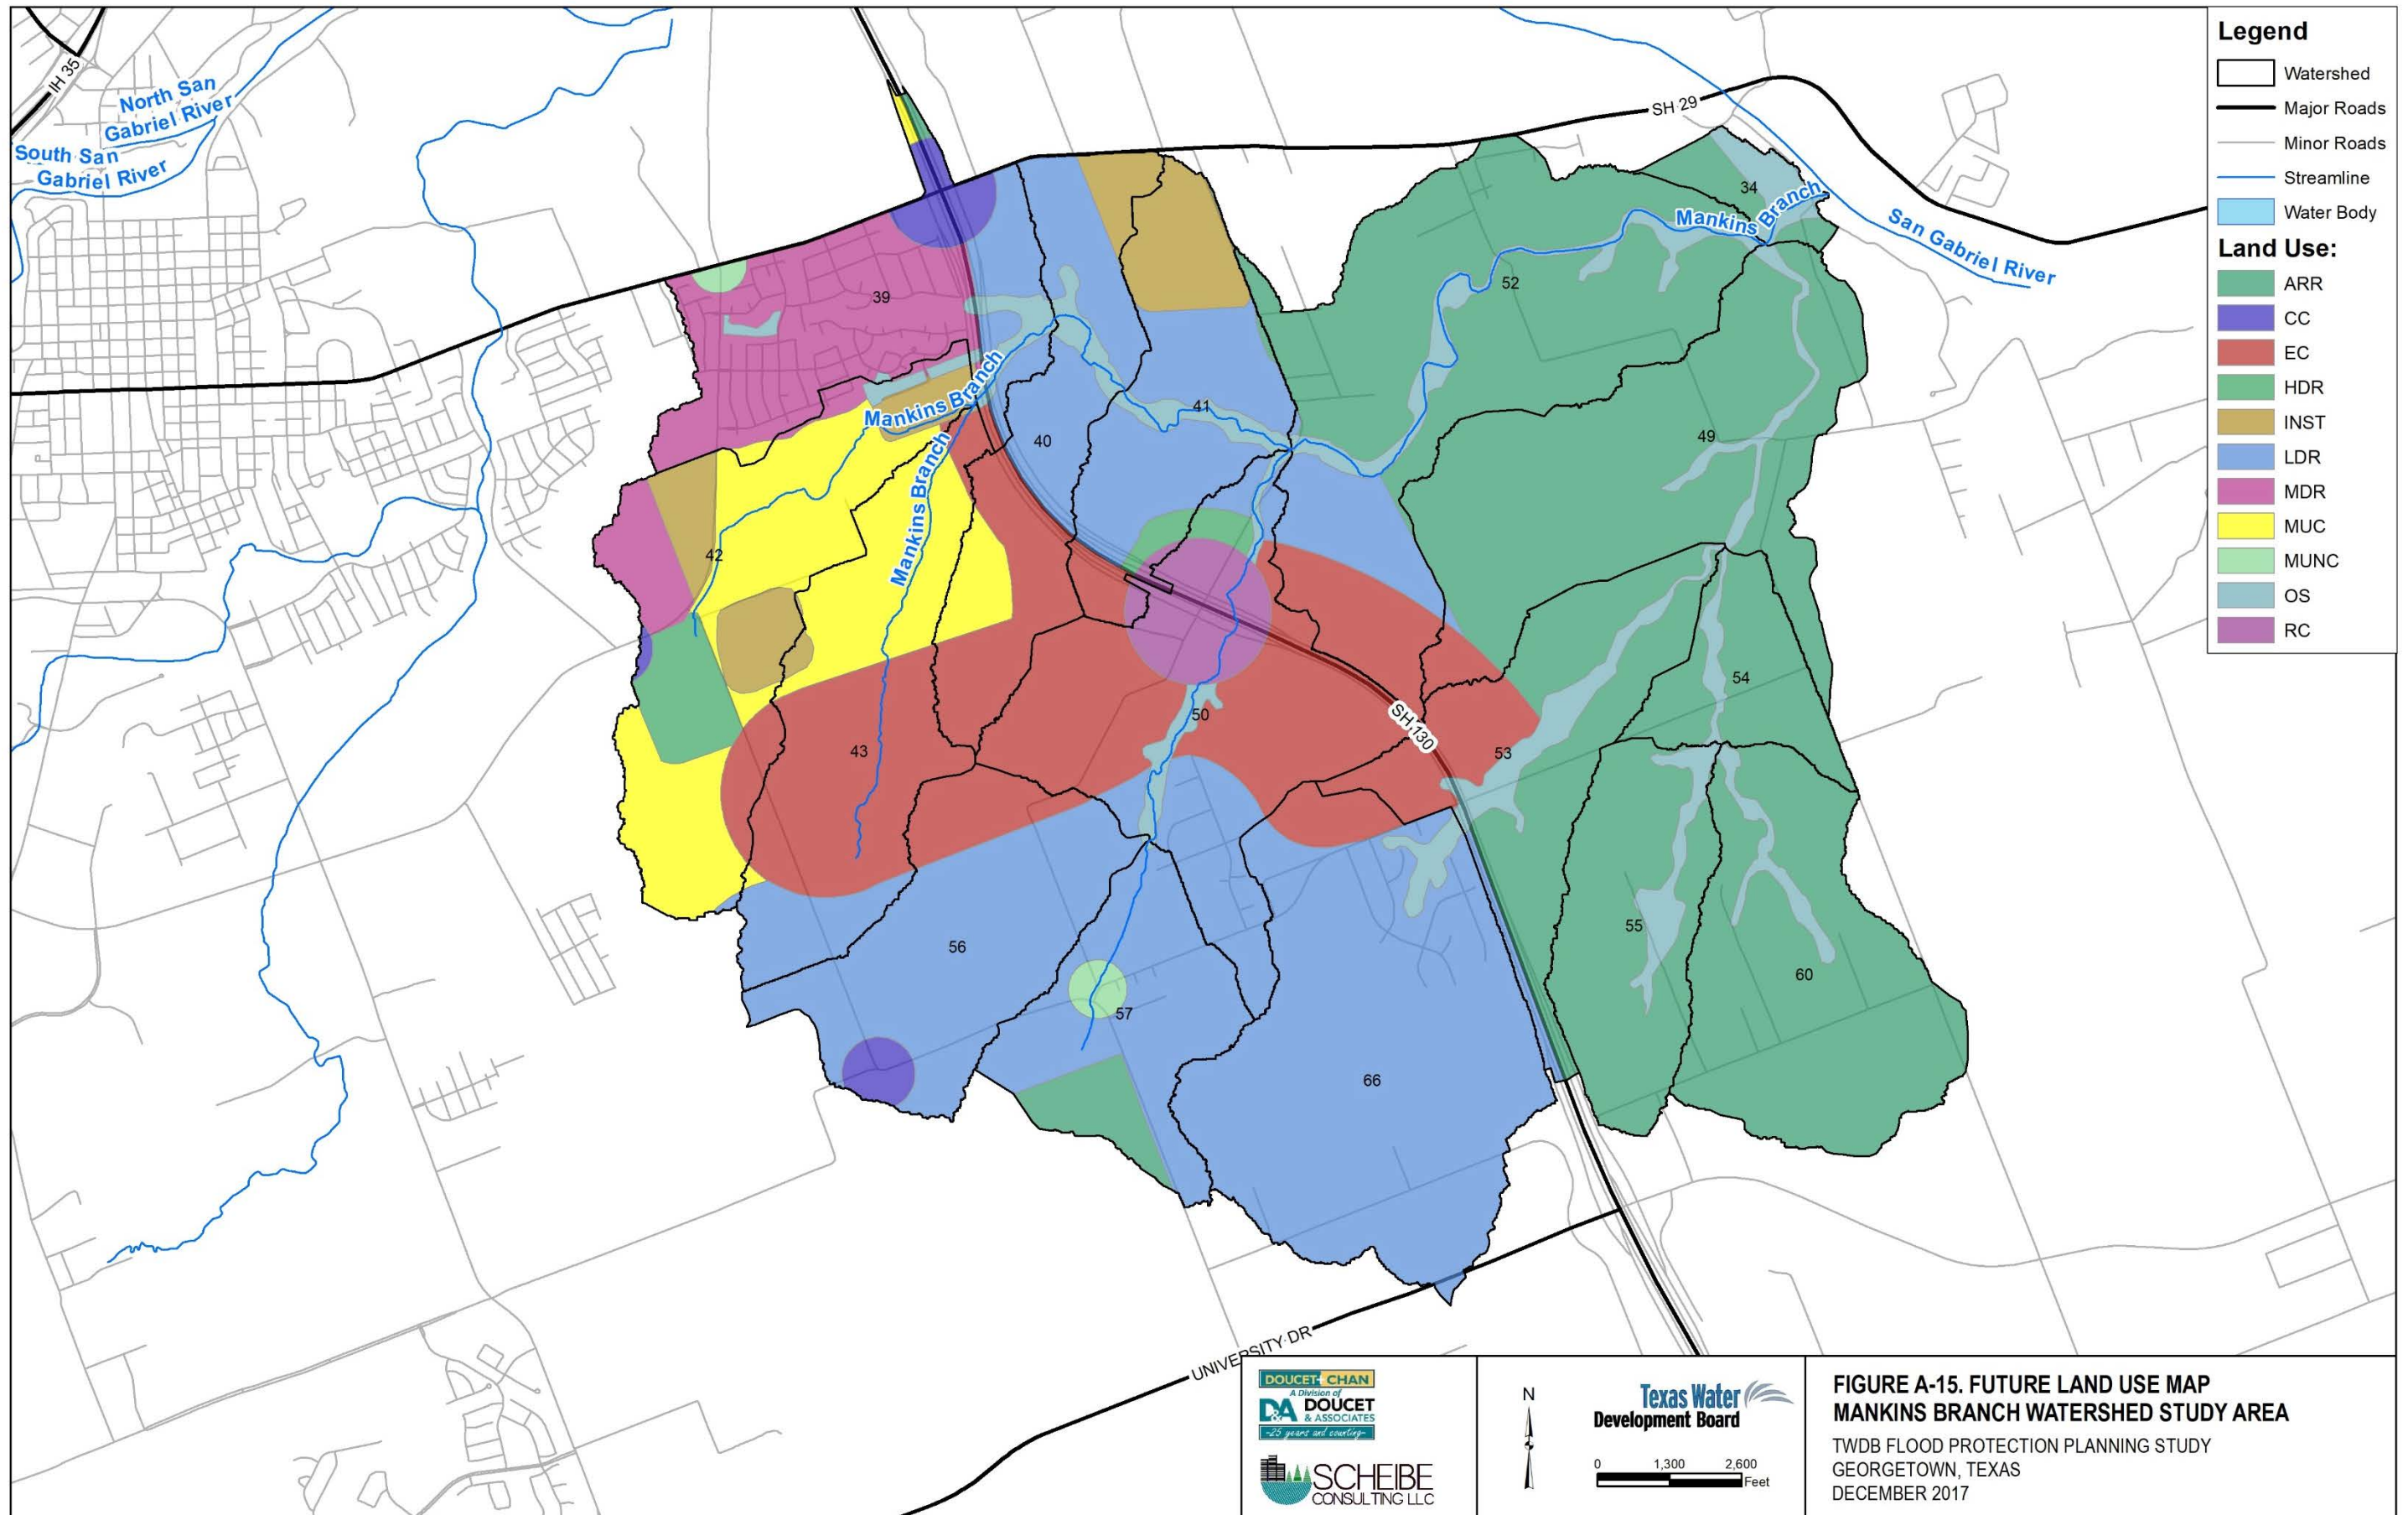 IH 35
North San
Gabriel River
South San
Gabriel River
SH 29
Mankins Branch
San Gabriel River
34
52
39
Mankins Branch
41
49
40
Mankins Branch
42
54
50
SH 130
43
53
55
56
60
57
66
UNIVERSITY DR
Legend
Watershed
Major Roads
Minor Roads
Streamline
Water Body
Land Use:
ARR
CC
EC
HDR
INST
LDR
MDR
MUC
MUNC
OS
RC
DOUCET+CHAN
A Division of
D&A DOUCET
& ASSOCIATES
-25 years and counting-
SCHEIBE
CONSULTING LLC
N
Texas Water
Development Board
0 1,300 2,600
Feet
FIGURE A-15. FUTURE LAND USE MAP
MANKINS BRANCH WATERSHED STUDY AREA
TWDB FLOOD PROTECTION PLANNING STUDY
GEORGETOWN, TEXAS
DECEMBER 2017